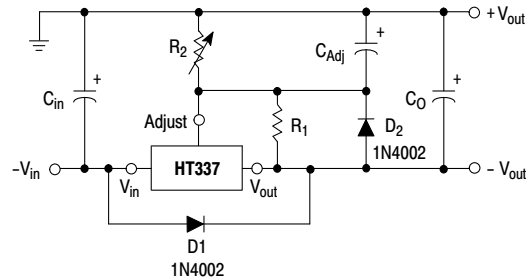 + Vout
+
R2
CAdj
+
Cin
+
CO
Adjust
R1
D2
1N4002
−Vin
Vin
HT337
Vout
− Vout
D1
1N4002